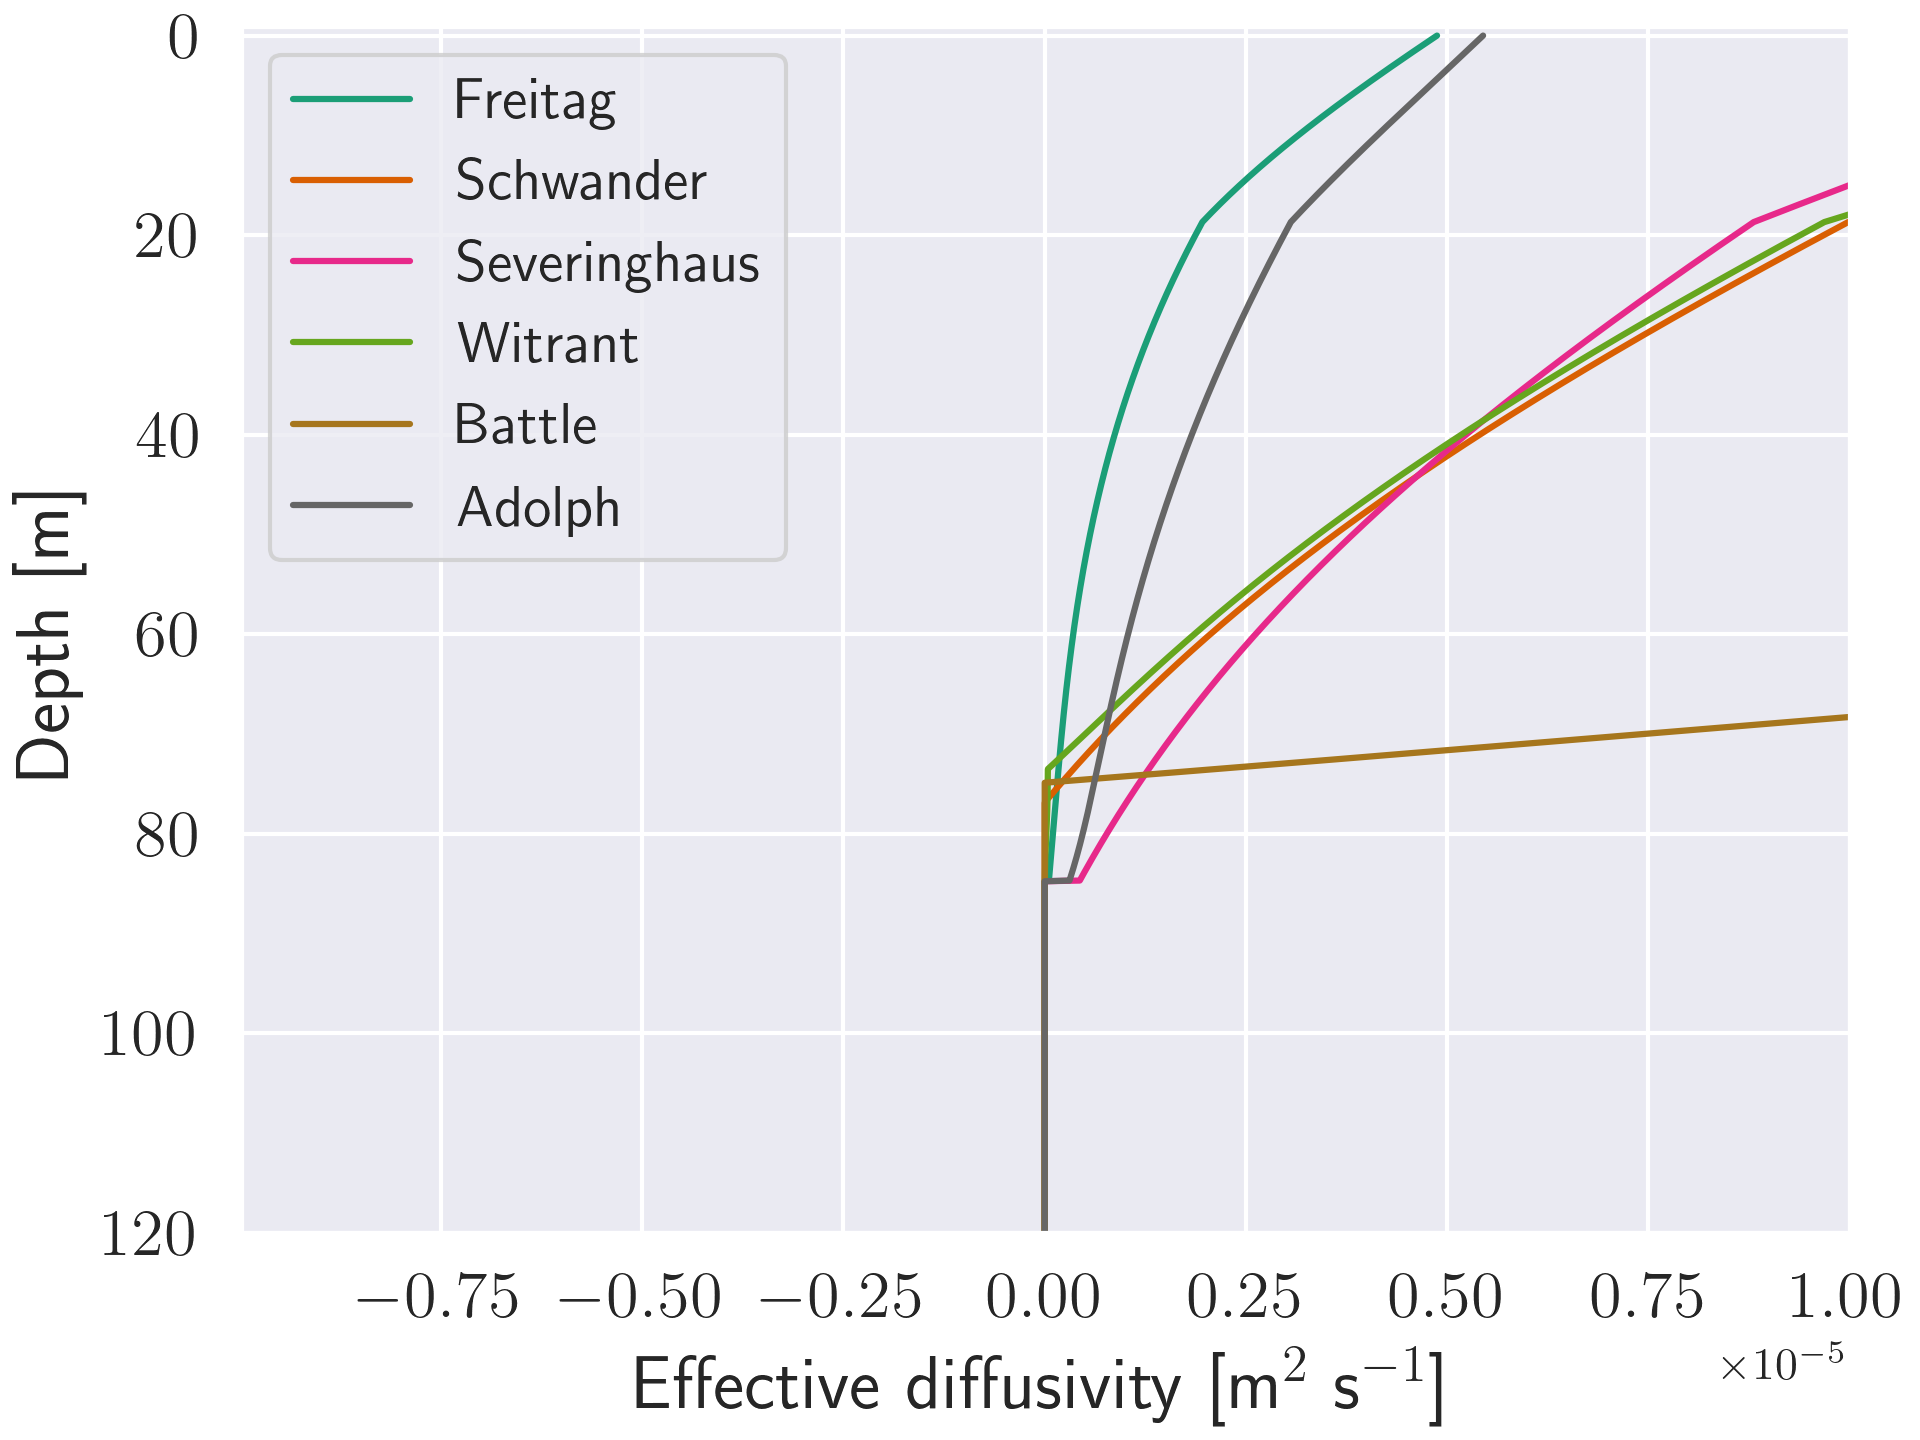 0
20
40
60
80
100
120
Depth [m]
Freitag
Schwander
Severinghaus
Witrant
Battle
Adolph
−0.75 −0.50 −0.25 0.00 0.25 0.50 0.75 1.00
×10⁻⁵
Effective diffusivity [m² s⁻¹]